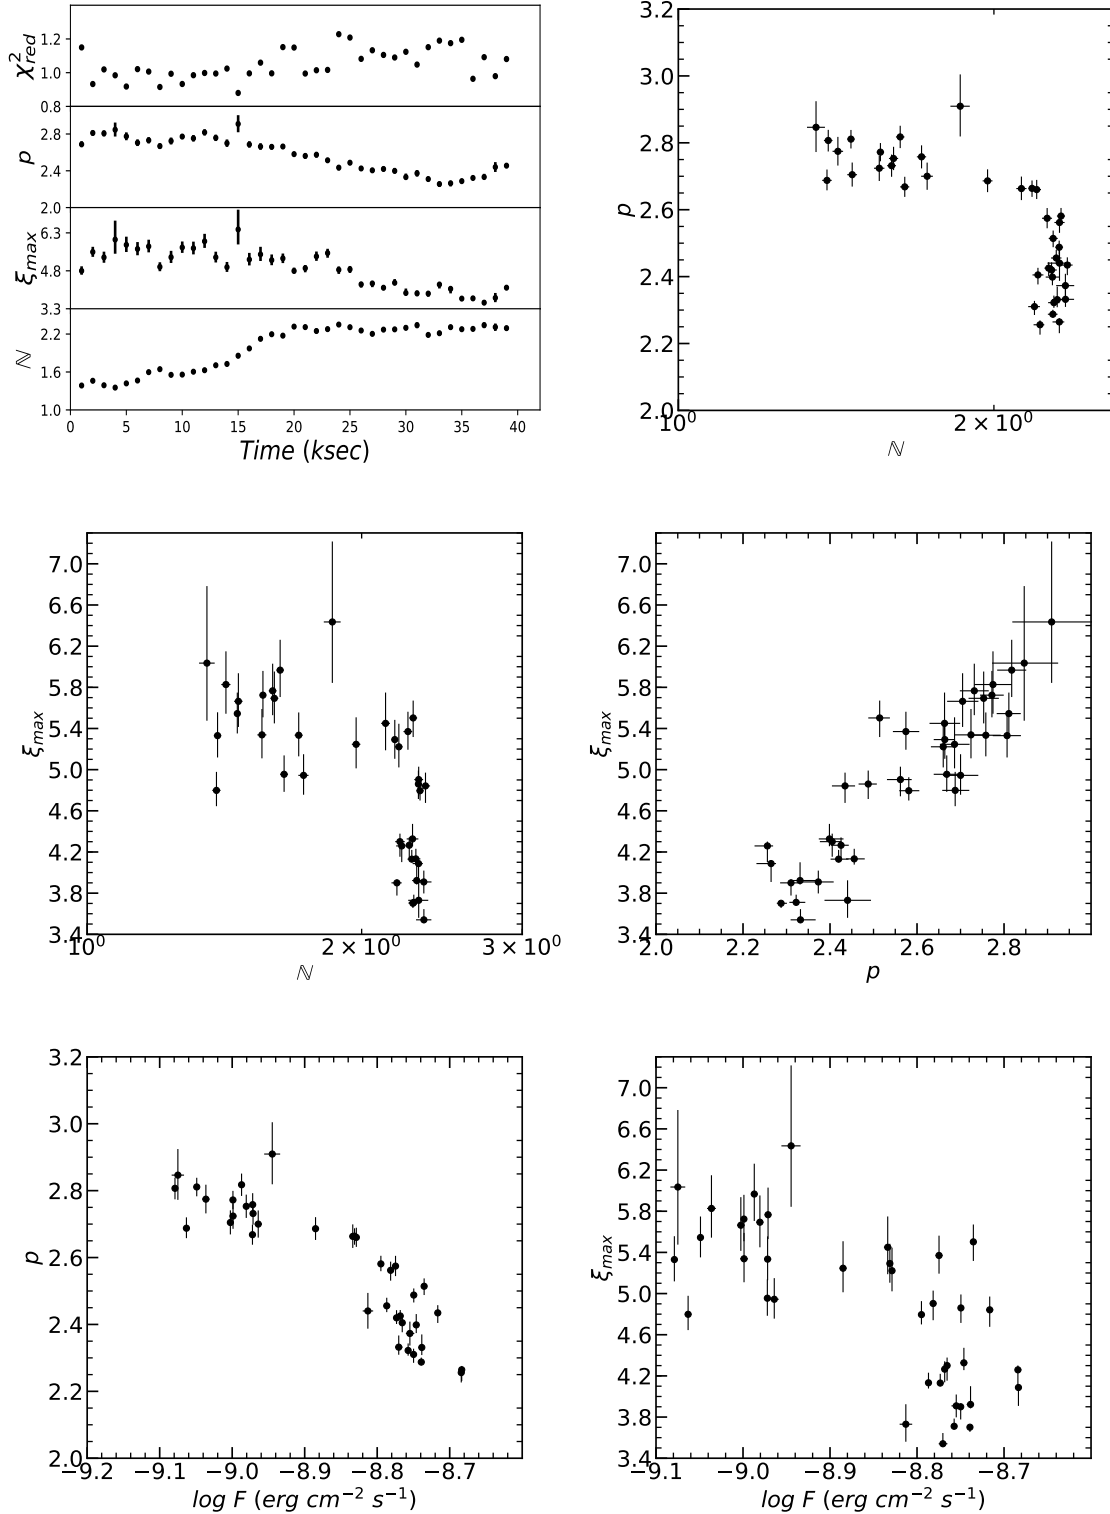 χ²_red
1.2
1.0
0.8
p
2.8
2.4
2.0
ξ_max
6.3
4.8
3.3
ℕ
2.2
1.6
1.0
0 5 10 15 20 25 30 35 40
Time (ksec)
p
3.2
3.0
2.8
2.6
2.4
2.2
2.0
10⁰ 2 × 10⁰
ℕ
ξ_max
7.0
6.6
6.2
5.8
5.4
5.0
4.6
4.2
3.8
3.4
10⁰ 2 × 10⁰ 3 × 10⁰
ℕ
ξ_max
7.0
6.6
6.2
5.8
5.4
5.0
4.6
4.2
3.8
3.4
2.0 2.2 2.4 2.6 2.8
p
p
3.2
3.0
2.8
2.6
2.4
2.2
2.0
−9.2 −9.1 −9.0 −8.9 −8.8 −8.7
log F (erg cm⁻² s⁻¹)
ξ_max
7.0
6.6
6.2
5.8
5.4
5.0
4.6
4.2
3.8
3.4
−9.1 −9.0 −8.9 −8.8 −8.7
log F (erg cm⁻² s⁻¹)